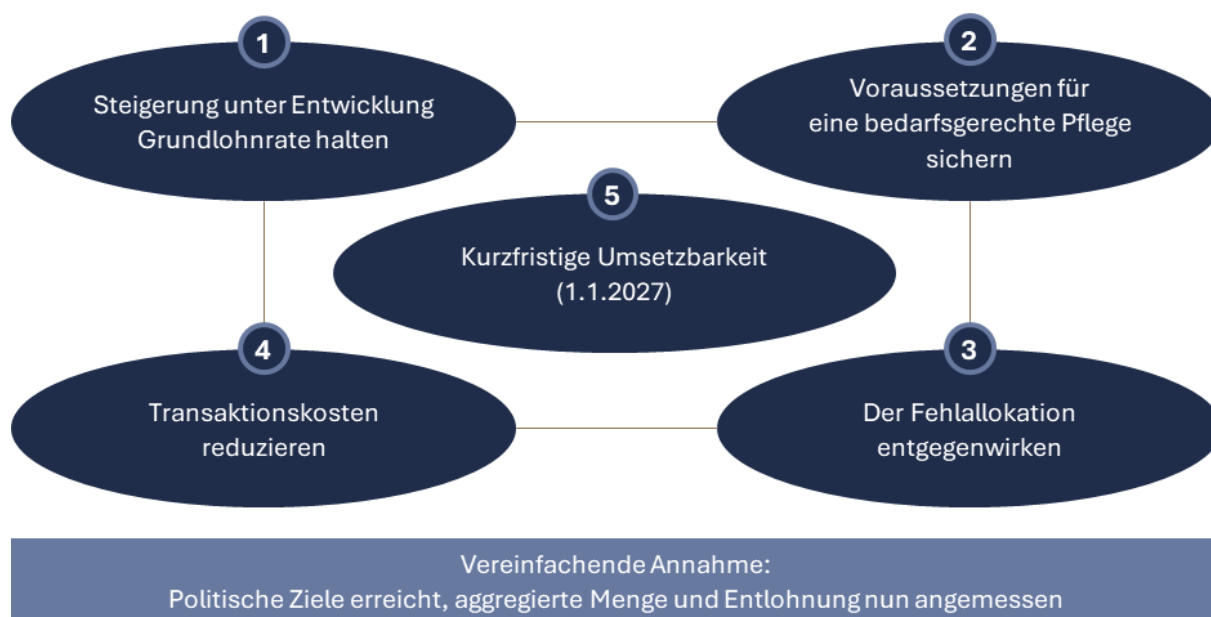 1
Steigerung unter Entwicklung
Grundlohnrate halten
2
Voraussetzungen für
eine bedarfsgerechte Pflege
sichern
5
Kurzfristige Umsetzbarkeit
(1.1.2027)
4
Transaktionskosten
reduzieren
3
Der Fehlallokation
entgegenwirken
Vereinfachende Annahme:
Politische Ziele erreicht, aggregierte Menge und Entlohnung nun angemessen